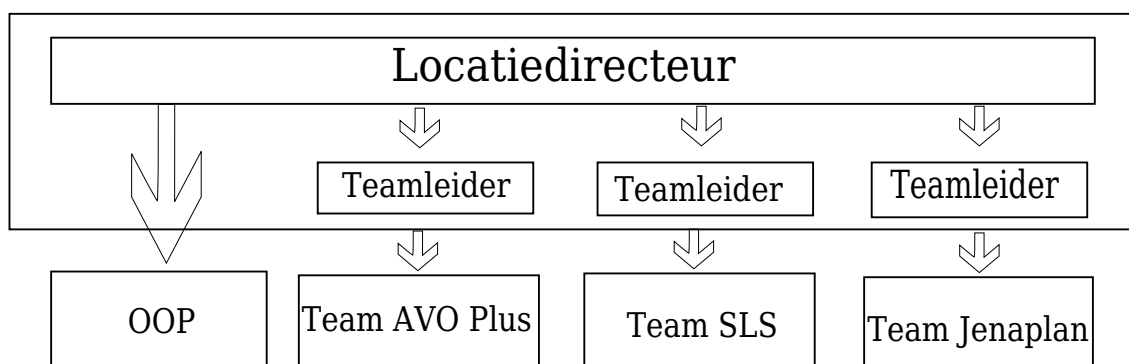 Locatiedirecteur
Teamleider
Teamleider
Teamleider
OOP
Team AVO Plus
Team SLS
Team Jenaplan